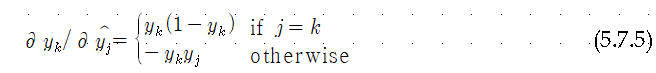 ∂ y_k / ∂ ŷ_j = { y_k(1 − y_k) if j = k
− y_k y_j otherwise (5.7.5)